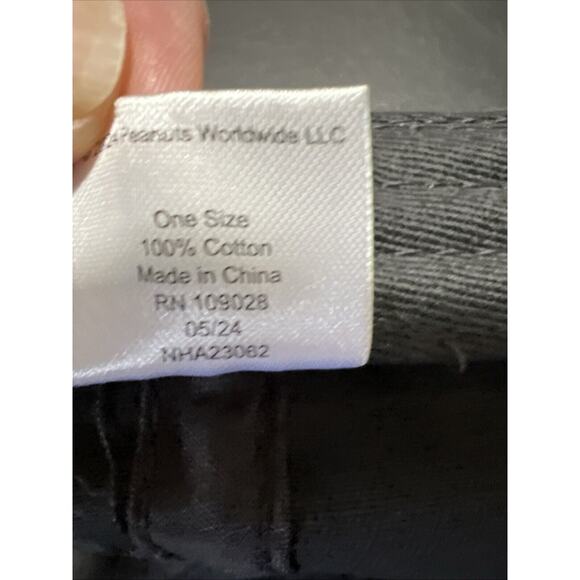 Peanuts Worldwide LLC
One Size
100% Cotton
Made in China
RN 109028
05/24
NHA23062